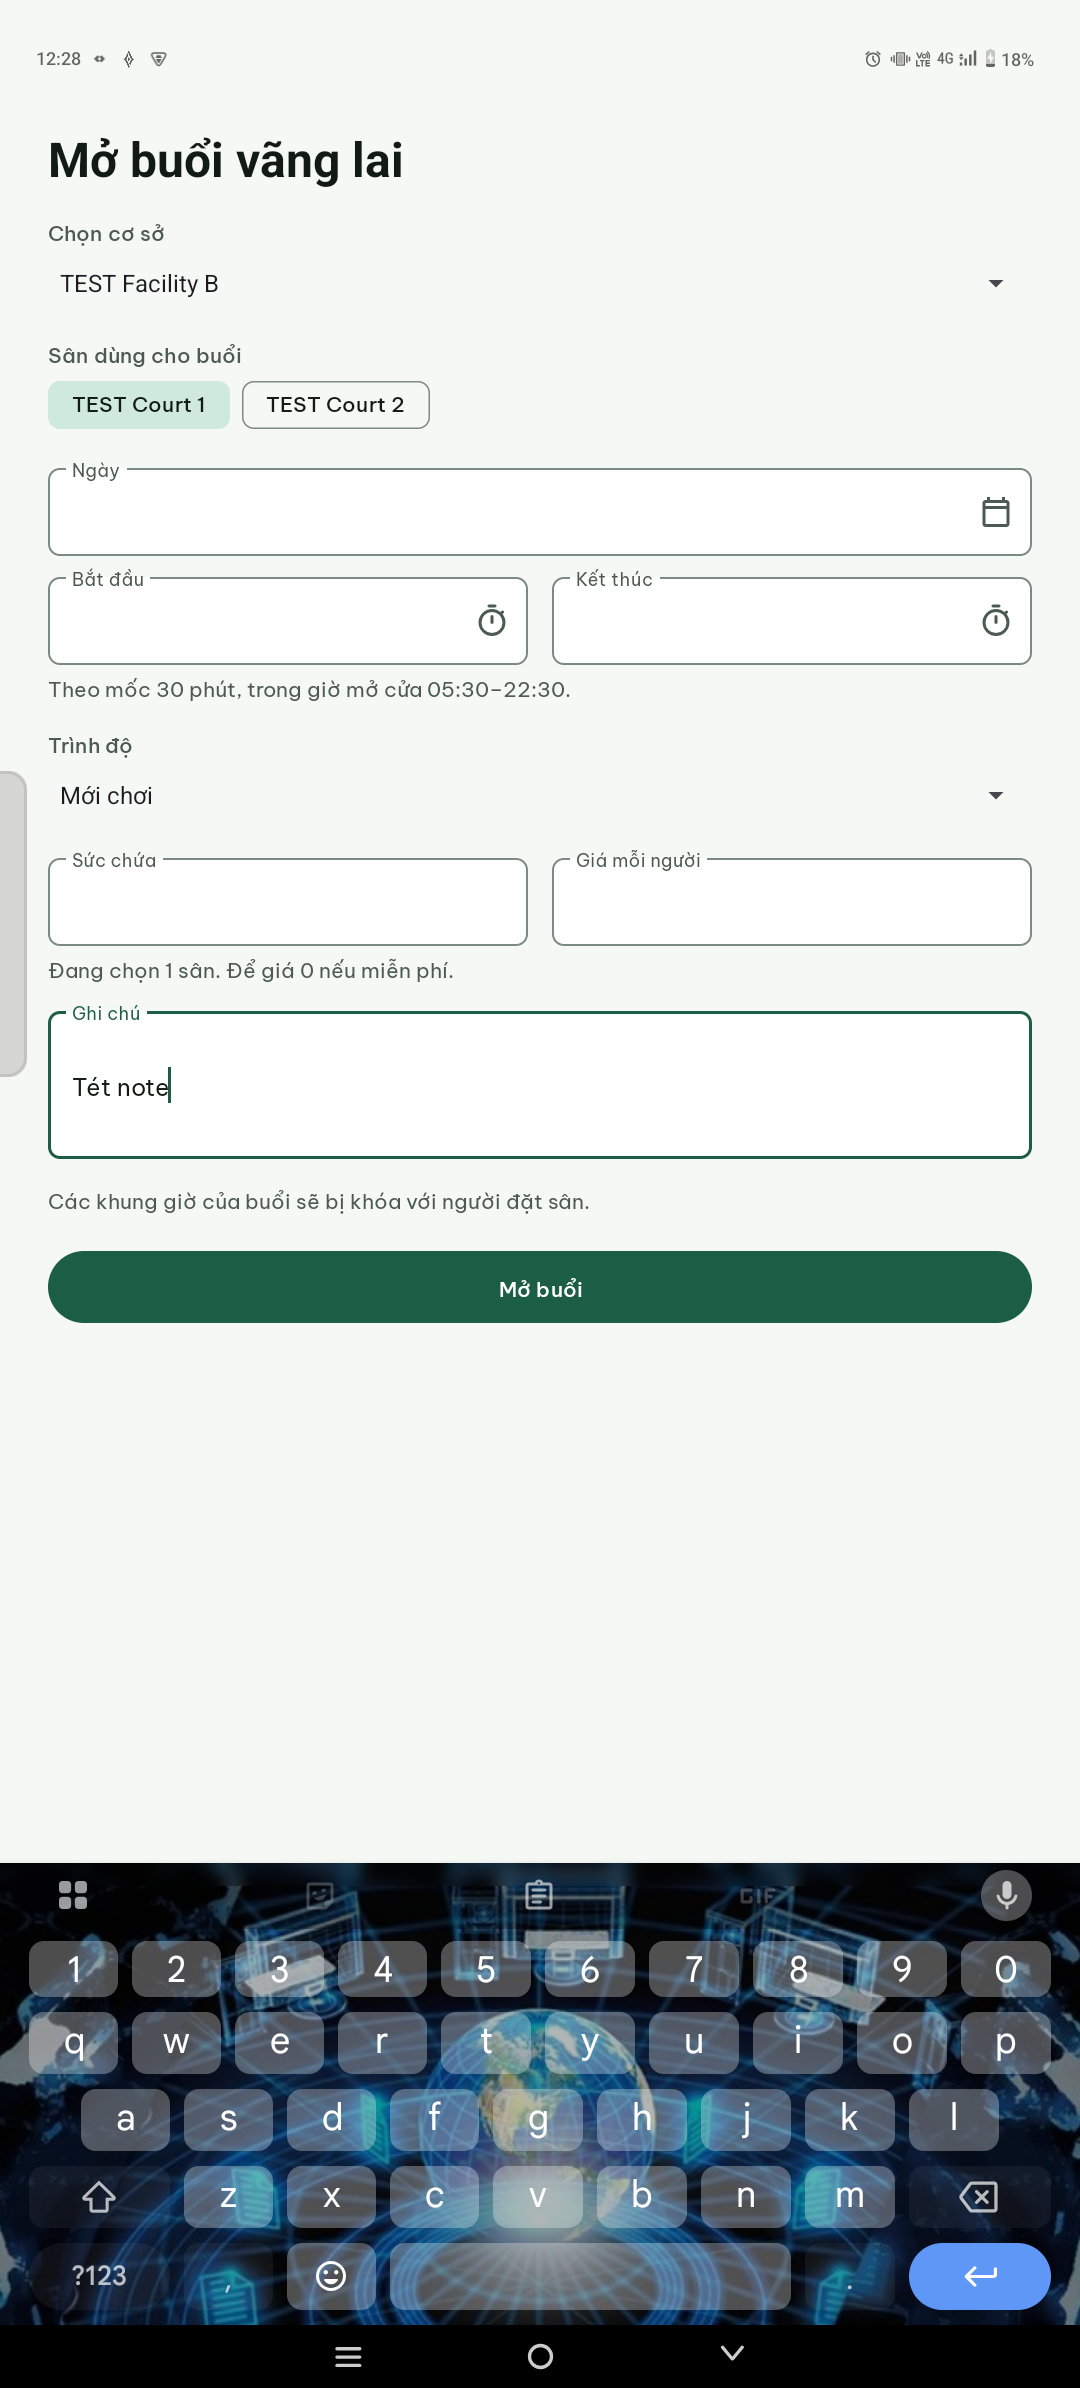 12:28 4G 18%
Mở buổi vãng lai
Chọn cơ sở
TEST Facility B
Sân dùng cho buổi
TEST Court 1 TEST Court 2
Ngày
Bắt đầu Kết thúc
Theo mốc 30 phút, trong giờ mở cửa 05:30–22:30.
Trình độ
Mới chơi
Sức chứa Giá mỗi người
Đang chọn 1 sân. Để giá 0 nếu miễn phí.
Ghi chú
Tét note
Các khung giờ của buổi sẽ bị khóa với người đặt sân.
Mở buổi
GIF
1 2 3 4 5 6 7 8 9 0
q w e r t y u i o p
a s d f g h j k l
z x c v b n m
?123 , .